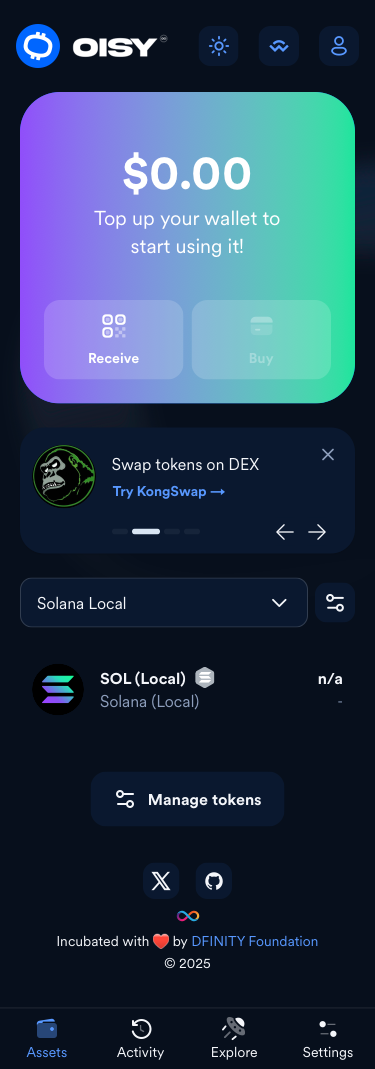 OISY
$0.00
Top up your wallet to
start using it!
Receive
Buy
Swap tokens on DEX
Try KongSwap →
Solana Local
SOL (Local)
n/a
Solana (Local)
-
Manage tokens
Incubated with ❤️ by DFINITY Foundation
© 2025
Assets
Activity
Explore
Settings